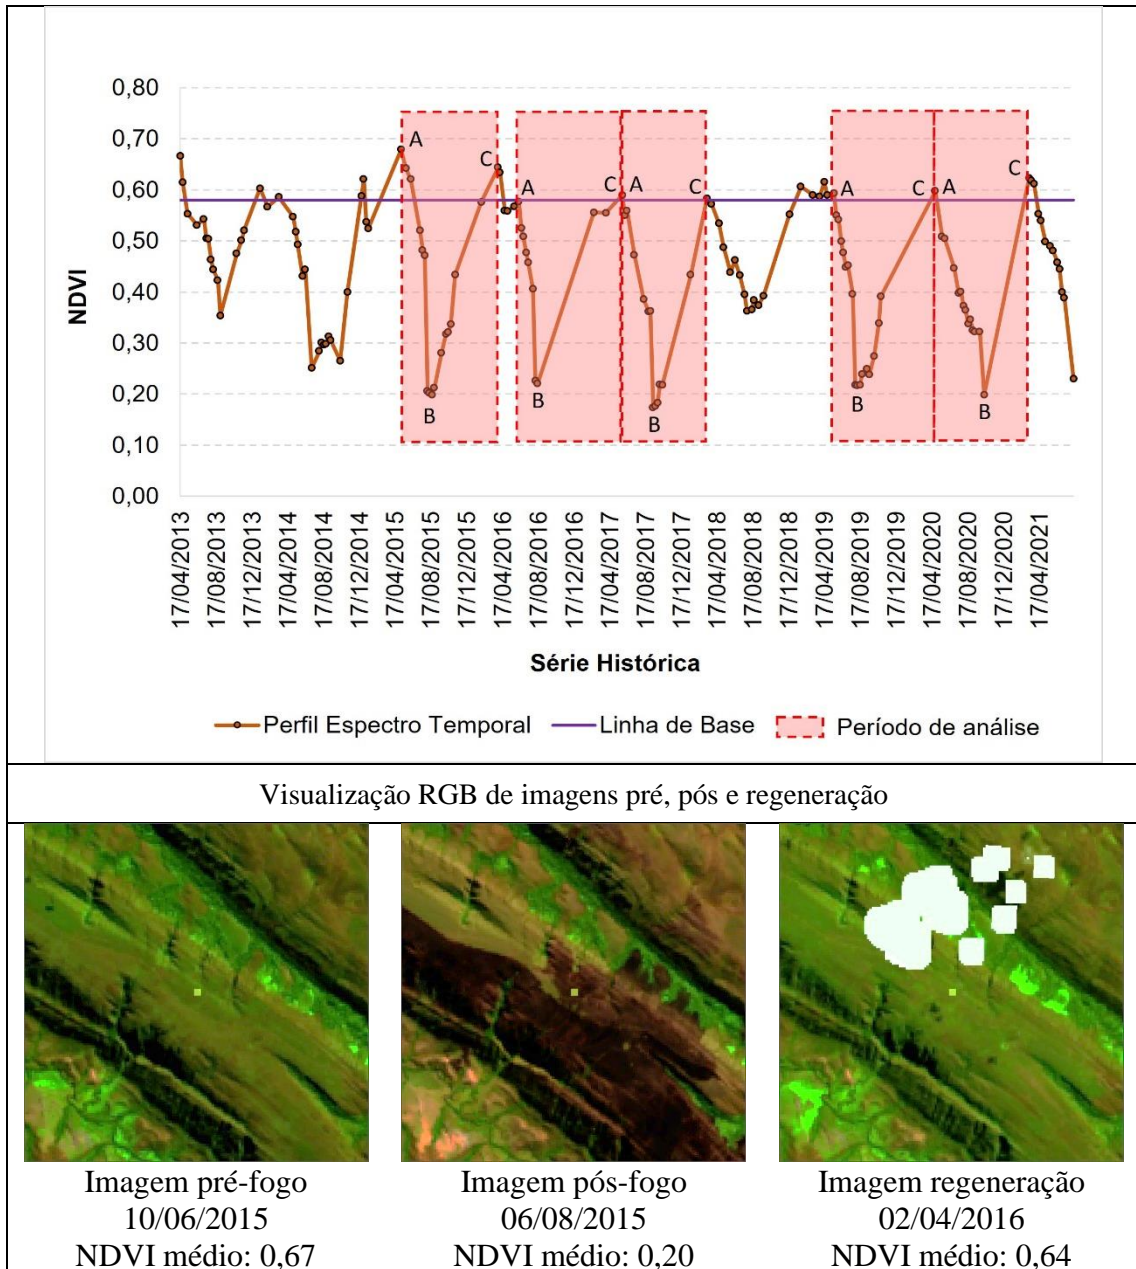 0,80
0,70
0,60
0,50
0,40
0,30
0,20
0,10
0,00
NDVI
A
C
A
C
A
C
A
C
A
C
B
B
B
B
B
17/04/2013
17/08/2013
17/12/2013
17/04/2014
17/08/2014
17/12/2014
17/04/2015
17/08/2015
17/12/2015
17/04/2016
17/08/2016
17/12/2016
17/04/2017
17/08/2017
17/12/2017
17/04/2018
17/08/2018
17/12/2018
17/04/2019
17/08/2019
17/12/2019
17/04/2020
17/08/2020
17/12/2020
17/04/2021
Série Histórica
Perfil Espectro Temporal
Linha de Base
Período de análise
Visualização RGB de imagens pré, pós e regeneração
Imagem pré-fogo
10/06/2015
NDVI médio: 0,67
Imagem pós-fogo
06/08/2015
NDVI médio: 0,20
Imagem regeneração
02/04/2016
NDVI médio: 0,64